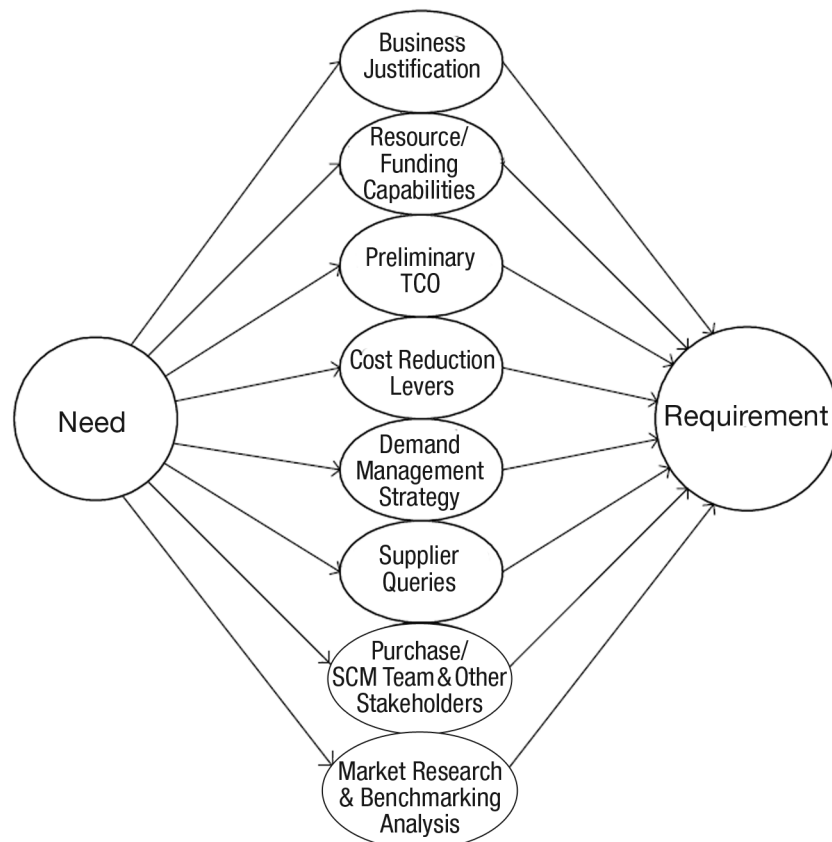 Business
Justification
Resource/
Funding
Capabilities
Preliminary
TCO
Cost Reduction
Levers
Need
Requirement
Demand
Management
Strategy
Supplier
Queries
Purchase/
SCM Team & Other
Stakeholders
Market Research
& Benchmarking
Analysis